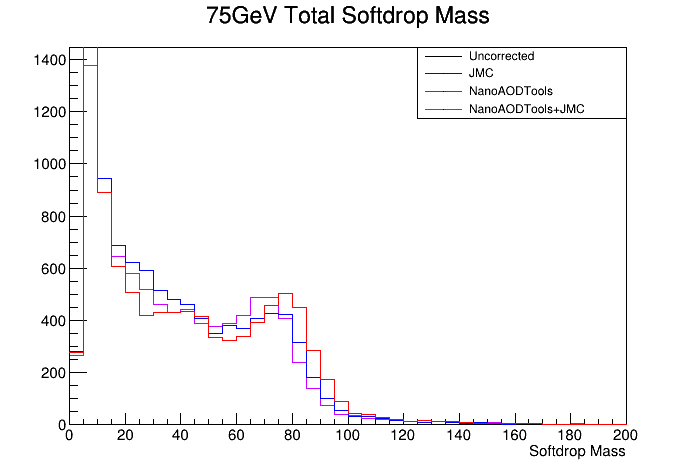 75GeV Total Softdrop Mass
Uncorrected
JMC
NanoAODTools
NanoAODTools+JMC
1400
1200
1000
800
600
400
200
0
0 20 40 60 80 100 120 140 160 180 200
Softdrop Mass